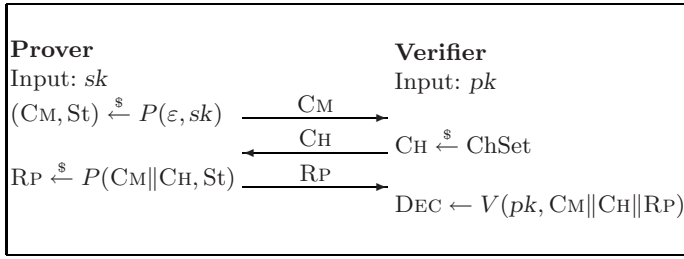 Prover
Verifier
Input: sk
Input: pk
(CM, St) $← P(ε, sk)
CM
CH
CH $← ChSet
RP $← P(CM∥CH, St)
RP
DEC ← V(pk, CM∥CH∥RP)